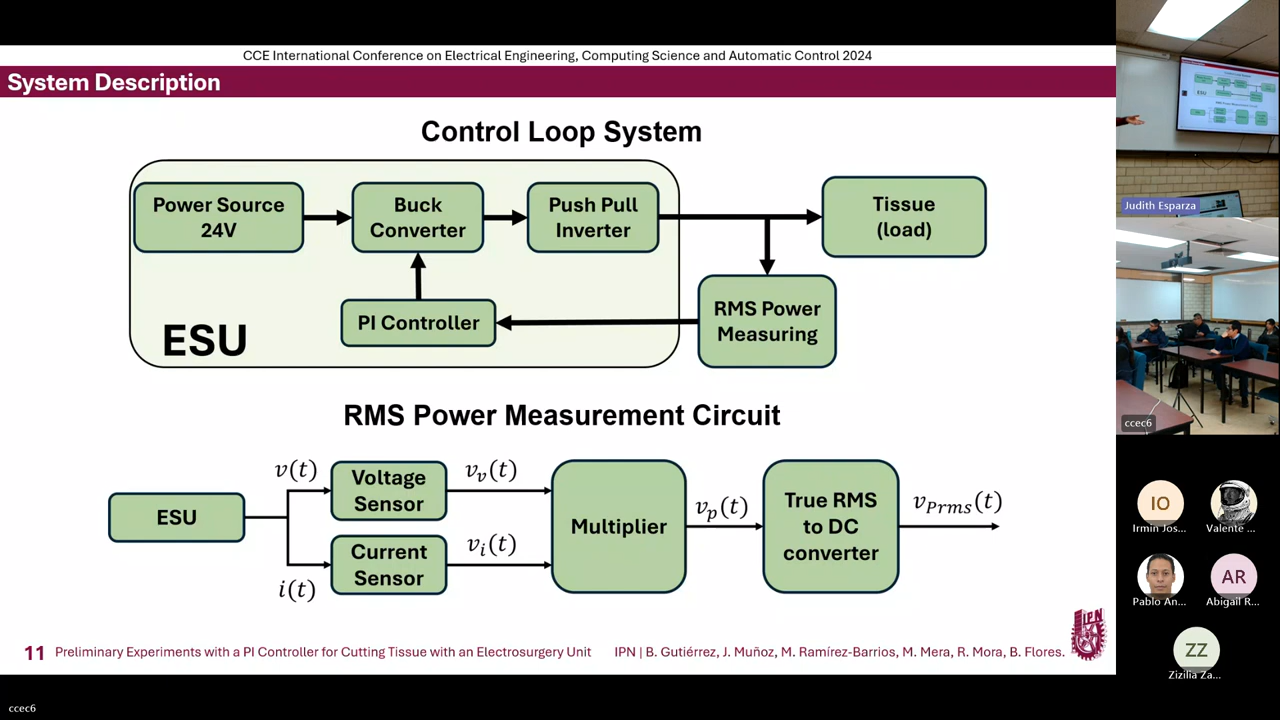 CCE International Conference on Electrical Engineering, Computing Science and Automatic Control 2024
System Description
Control Loop System
Power Source
24V
Buck
Converter
Push Pull
Inverter
Tissue
(load)
PI Controller
RMS Power
Measuring
ESU
RMS Power Measurement Circuit
ESU
v(t)
i(t)
Voltage
Sensor
Current
Sensor
v_v(t)
v_i(t)
Multiplier
v_p(t)
True RMS
to DC
converter
v_{Prms}(t)
11 Preliminary Experiments with a PI Controller for Cutting Tissue with an Electrosurgery Unit IPN | B. Gutiérrez, J. Muñoz, M. Ramírez-Barrios, M. Mera, R. Mora, B. Flores.
IPN
Judith Esparza
ccec6
IO
Irmin Jos...
Valente ...
Pablo An...
AR
Abigail R...
ZZ
Zizilia Za...
ccec6